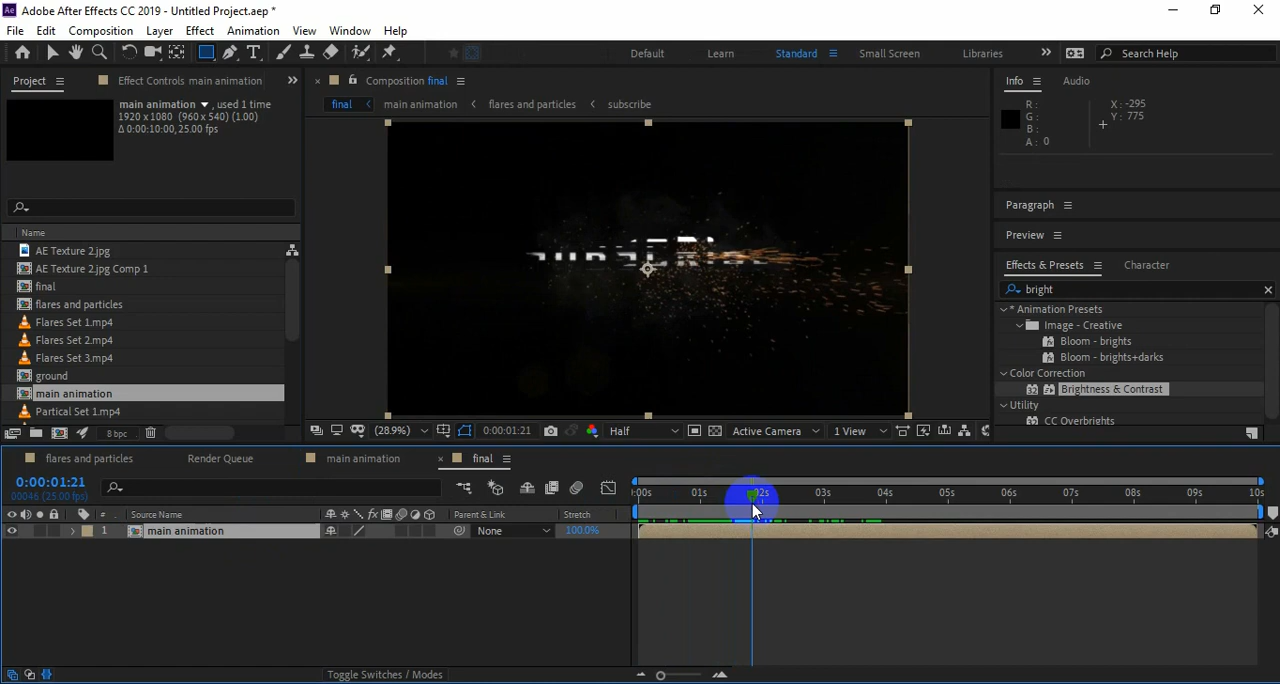 Adobe After Effects CC 2019 - Untitled Project.aep *
File Edit Composition Layer Effect Animation View Window Help
Default Learn Standard Small Screen Libraries Search Help
Project Effect Controls main animation
Composition final
Info Audio
main animation , used 1 time
1920 x 1080 (960 x 540) (1.00)
Δ 0:00:10:00, 25.00 fps
final main animation flares and particles subscribe
R :
G :
B :
A : 0
X : -295
Y : 775
Paragraph
Preview
Name
AE Texture 2.jpg
AE Texture 2.jpg Comp 1
final
flares and particles
Flares Set 1.mp4
Flares Set 2.mp4
Flares Set 3.mp4
ground
main animation
Partical Set 1.mp4
Effects & Presets Character
bright
* Animation Presets
Image - Creative
Bloom - brights
Bloom - brights+darks
Color Correction
Brightness & Contrast
Utility
CC Overbrights
8 bpc
(28.9%) 0:00:01:21 Half Active Camera 1 View
flares and particles Render Queue main animation final
0:00:01:21
00046 (25.00 fps)
# Source Name Parent & Link Stretch
1 main animation None 100.0%
:00s 01s 02s 03s 04s 05s 06s 07s 08s 09s 10s
Toggle Switches / Modes